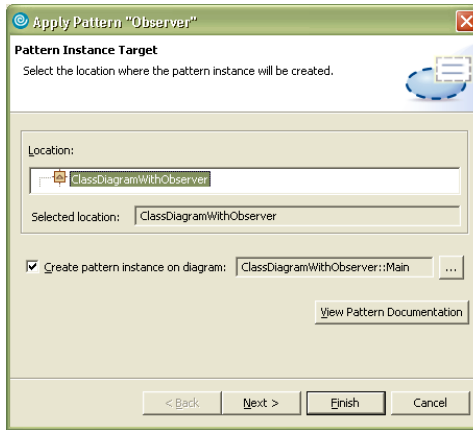 Apply Pattern "Observer"
Pattern Instance Target
Select the location where the pattern instance will be created.
Location:
ClassDiagramWithObserver
Selected location: ClassDiagramWithObserver
Create pattern instance on diagram: ClassDiagramWithObserver::Main ...
View Pattern Documentation
< Back Next > Finish Cancel